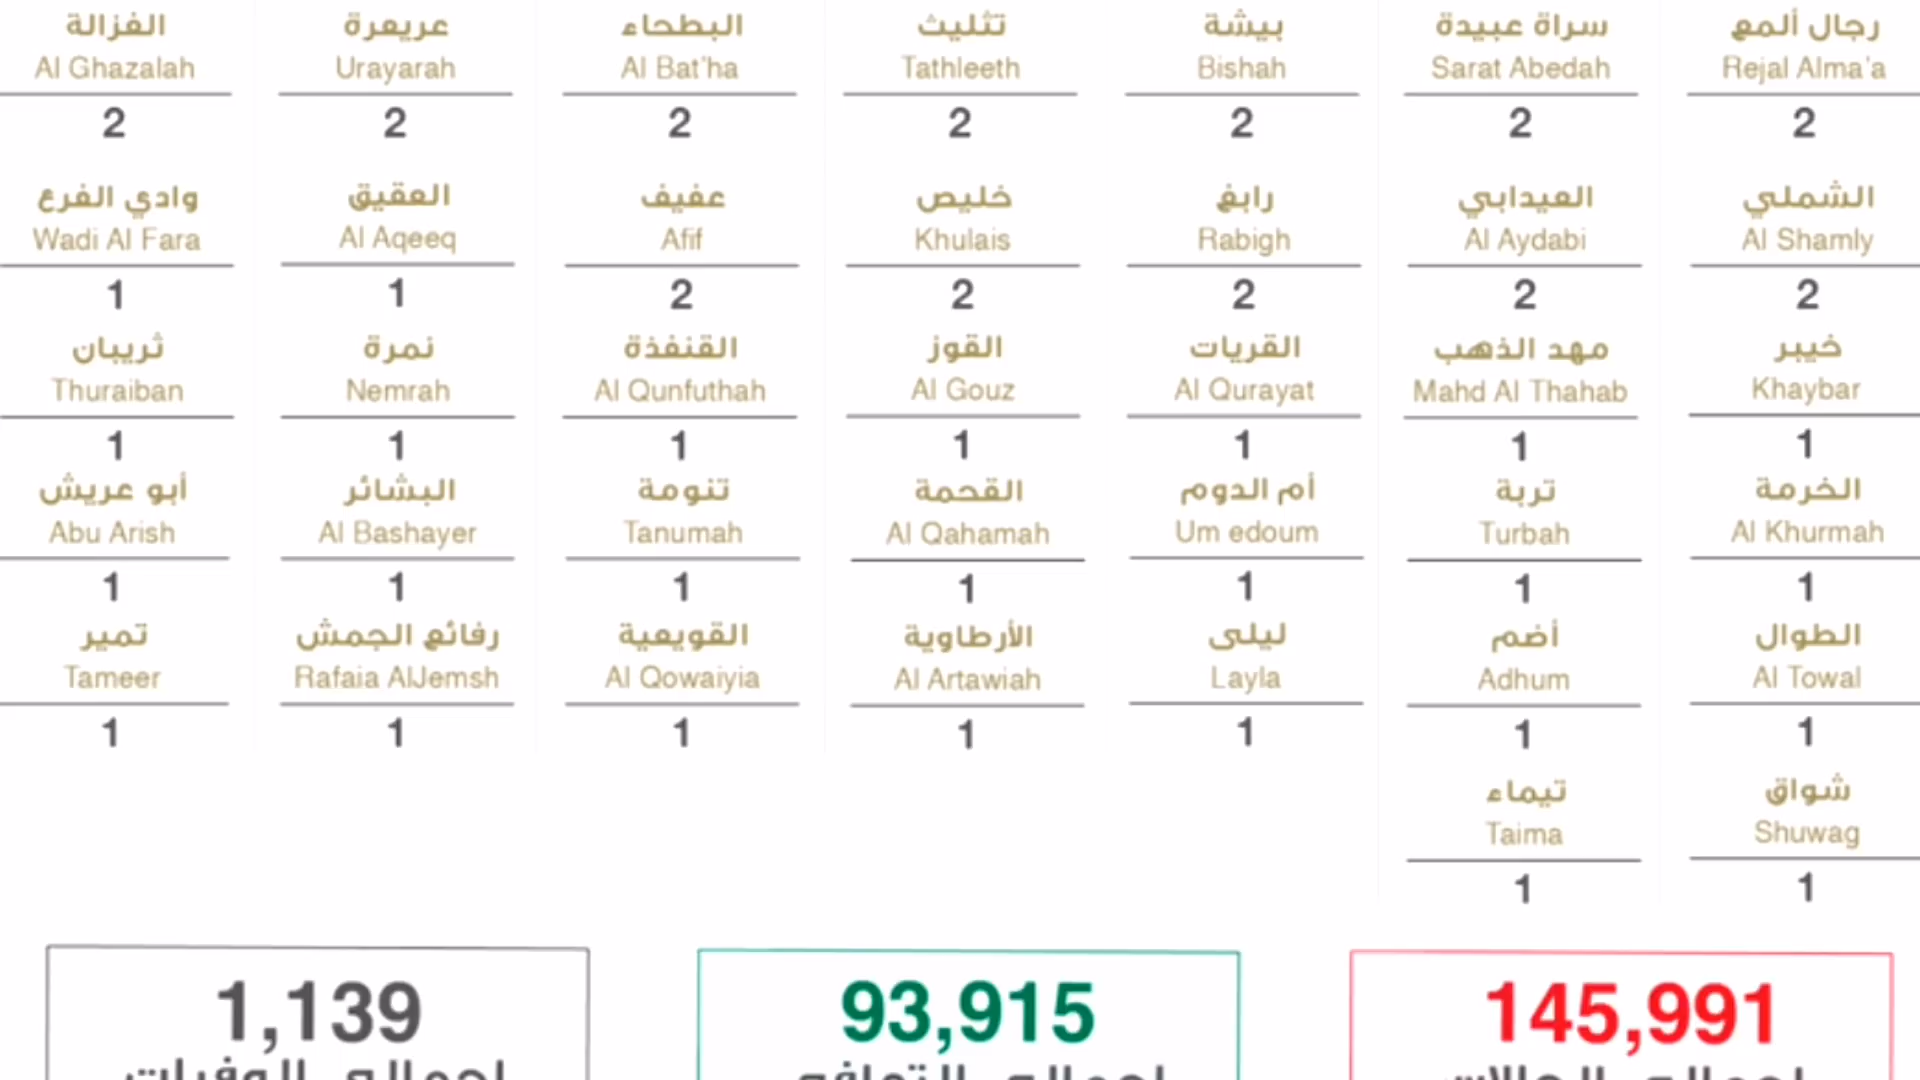 الغزالة عريعرة البطحاء تثليث بيشة سراة عبيدة رجال ألمع
Al Ghazalah Urayarah Al Bat'ha Tathleeth Bishah Sarat Abedah Rejal Alma'a
2 2 2 2 2 2 2
وادي الفرع العقيق عفيف خليص رابغ العيدابي الشملي
Wadi Al Fara Al Aqeeq Afif Khulais Rabigh Al Aydabi Al Shamly
1 1 2 2 2 2 2
ثريبان نمرة القنفذة القوز القريات مهد الذهب خيبر
Thuraiban Nemrah Al Qunfuthah Al Gouz Al Qurayat Mahd Al Thahab Khaybar
1 1 1 1 1 1 1
أبو عريش البشائر تنومة القحمة أم الدوم تربة الخرمة
Abu Arish Al Bashayer Tanumah Al Qahamah Um edoum Turbah Al Khurmah
1 1 1 1 1 1 1
تمير رفائع الجمش القويعية الأرطاوية ليلى أضم الطوال
Tameer Rafaia AlJemsh Al Qowaiyia Al Artawiah Layla Adhum Al Towal
1 1 1 1 1 1 1
تيماء شواق
Taima Shuwag
1 1
1,139 93,915 145,991
إجمالي الوفيات إجمالي التعافي إجمالي الحالات